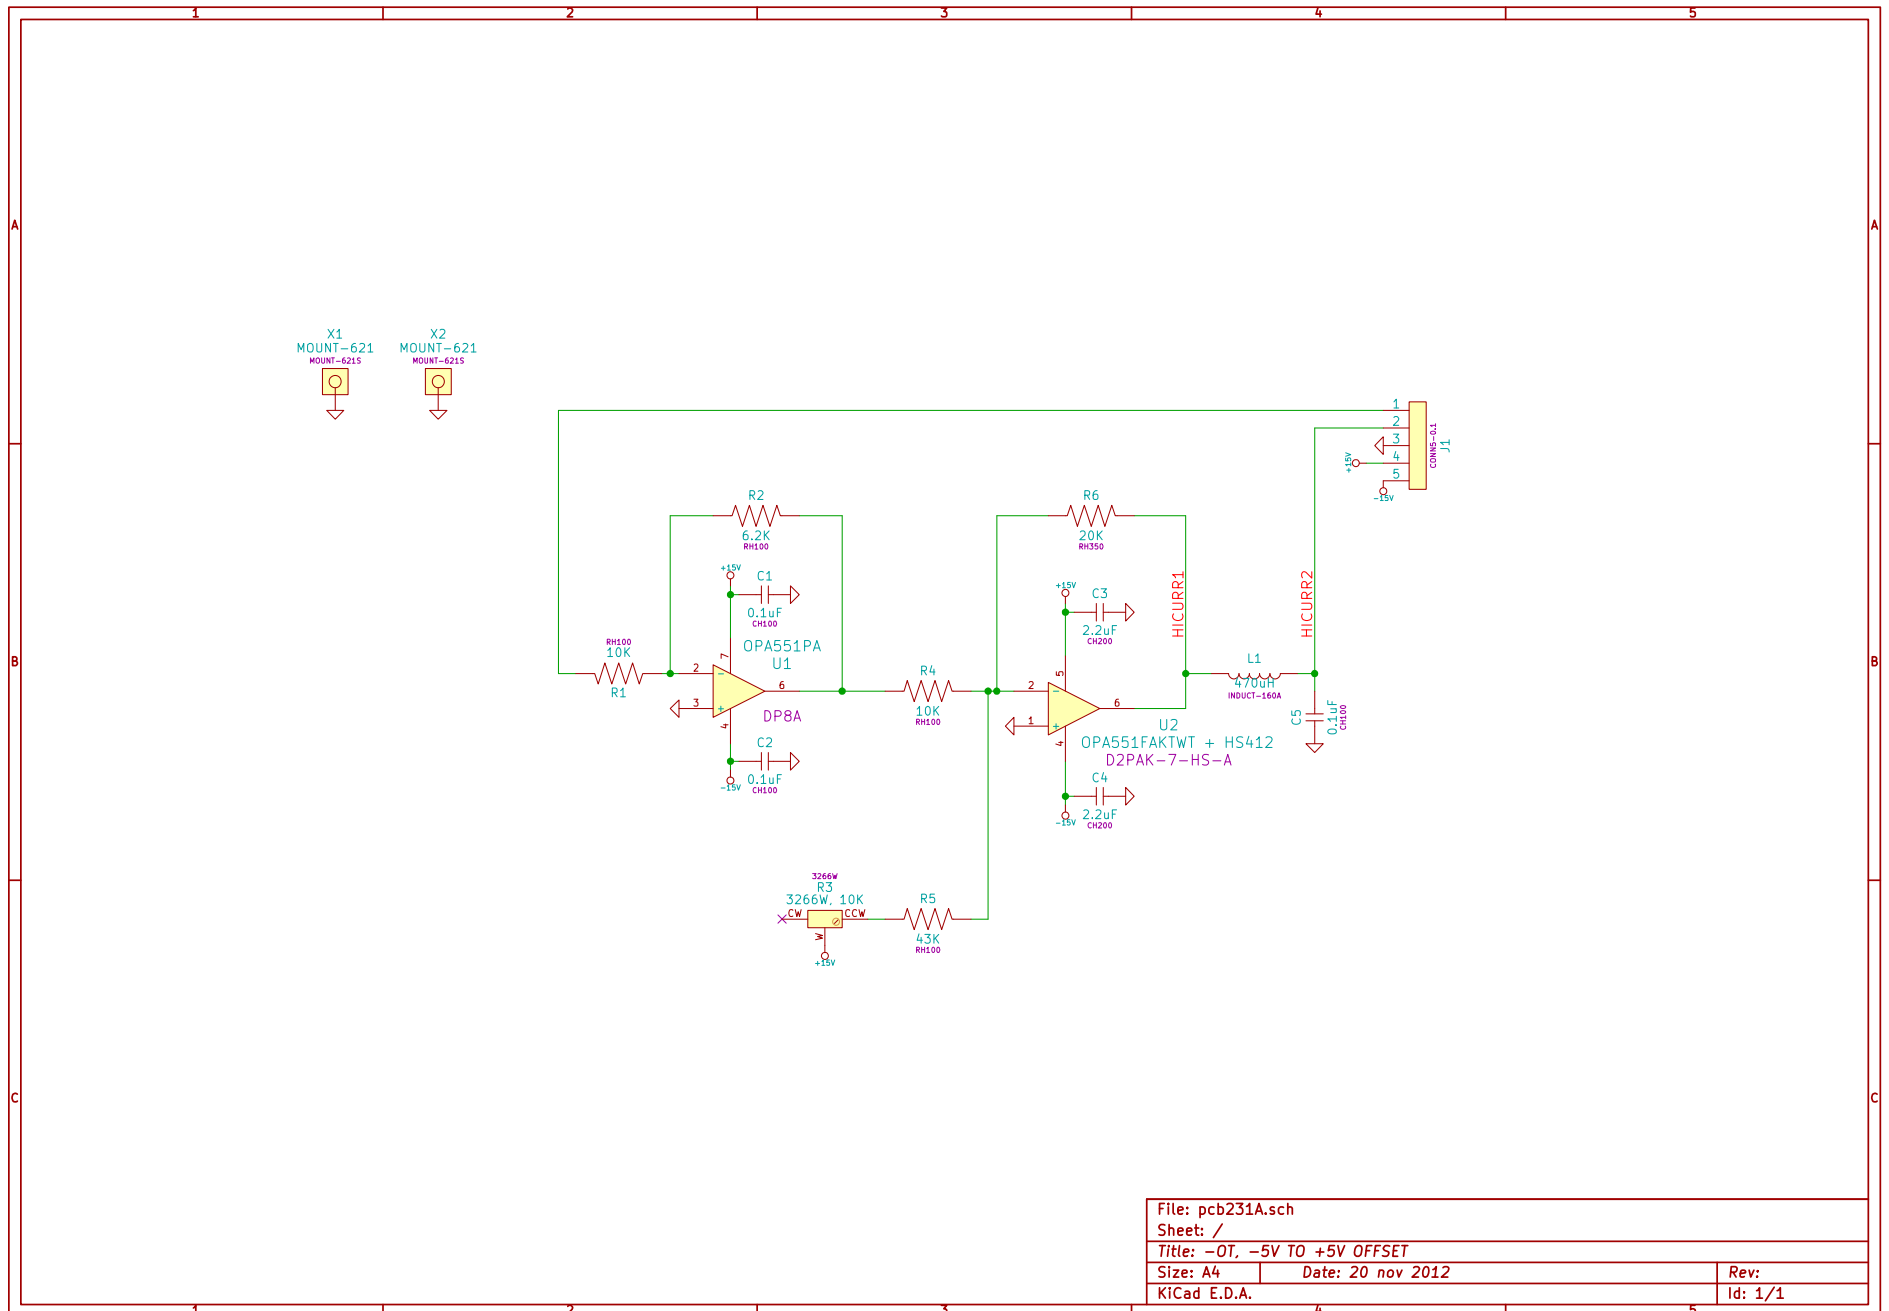 1 2 3 4 5
A A
X1 X2
MOUNT-621 MOUNT-621
MOUNT-621S MOUNT-621S
1
2
3
4
5
+15V
-15V
CONN5-0.1
J1
B B
R2
6.2K
RH100
R6
20K
RH350
+15V
C1
0.1uF
CH100
+15V
C3
2.2uF
CH200
HICURR1
HICURR2
RH100
10K
R1
OPA551PA
U1
7
2
-
3
+
6
4
DP8A
R4
10K
RH100
5
2
-
1
+
6
4
L1
470uH
INDUCT-160A
C5
0.1uF
CH100
U2
OPA551FAKTWT + HS412
D2PAK-7-HS-A
C2
0.1uF
CH100
-15V
C4
2.2uF
CH200
-15V
3266W
R3
3266W, 10K
CW CCW
W
+15V
R5
43K
RH100
C C
File: pcb231A.sch
Sheet: /
Title: -OT, -5V TO +5V OFFSET
Size: A4 Date: 20 nov 2012 Rev:
KiCad E.D.A. Id: 1/1
1 2 3 4 5